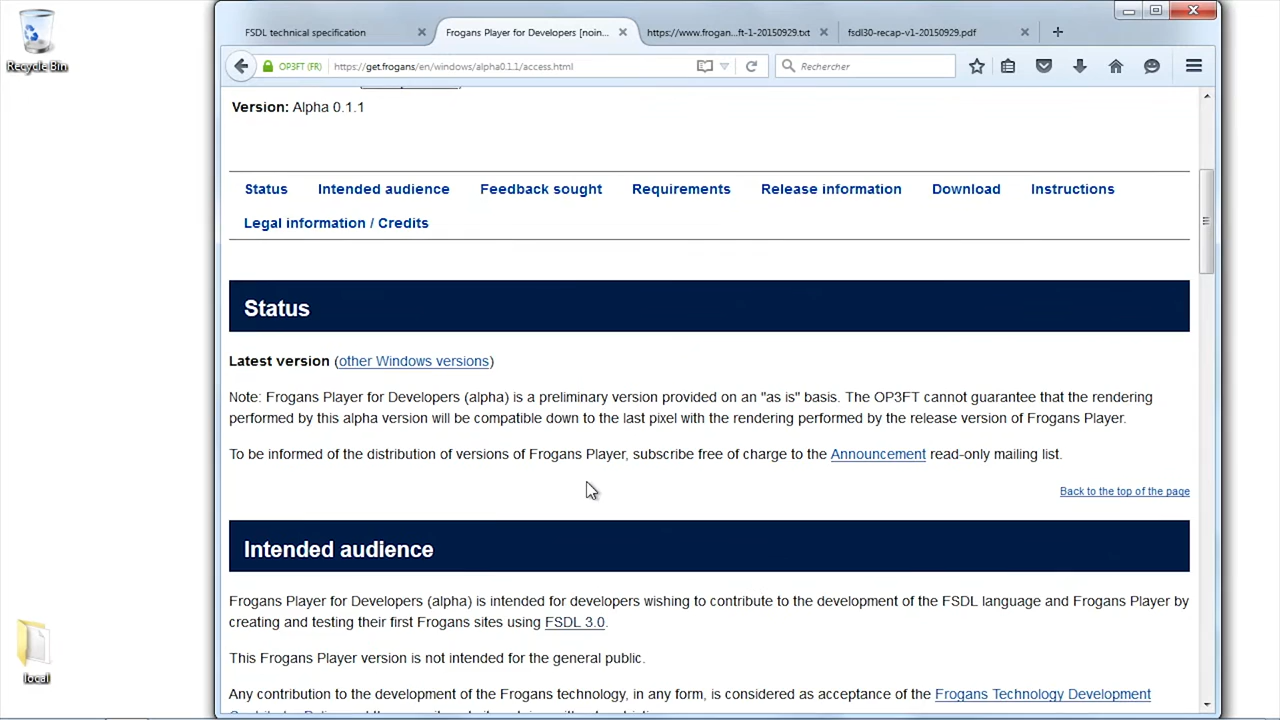 Recycle Bin
local
FSDL technical specification
Frogans Player for Developers [noin...
https://www.frogan...ft-1-20150929.txt
fsdl30-recap-v1-20150929.pdf
OP3FT (FR)
https://get.frogans/en/windows/alpha0.1.1/access.html
Rechercher
Version: Alpha 0.1.1
Status
Intended audience
Feedback sought
Requirements
Release information
Download
Instructions
Legal information / Credits
Status
Latest version (other Windows versions)
Note: Frogans Player for Developers (alpha) is a preliminary version provided on an "as is" basis. The OP3FT cannot guarantee that the rendering
performed by this alpha version will be compatible down to the last pixel with the rendering performed by the release version of Frogans Player.
To be informed of the distribution of versions of Frogans Player, subscribe free of charge to the Announcement read-only mailing list.
Back to the top of the page
Intended audience
Frogans Player for Developers (alpha) is intended for developers wishing to contribute to the development of the FSDL language and Frogans Player by
creating and testing their first Frogans sites using FSDL 3.0.
This Frogans Player version is not intended for the general public.
Any contribution to the development of the Frogans technology, in any form, is considered as acceptance of the Frogans Technology Development